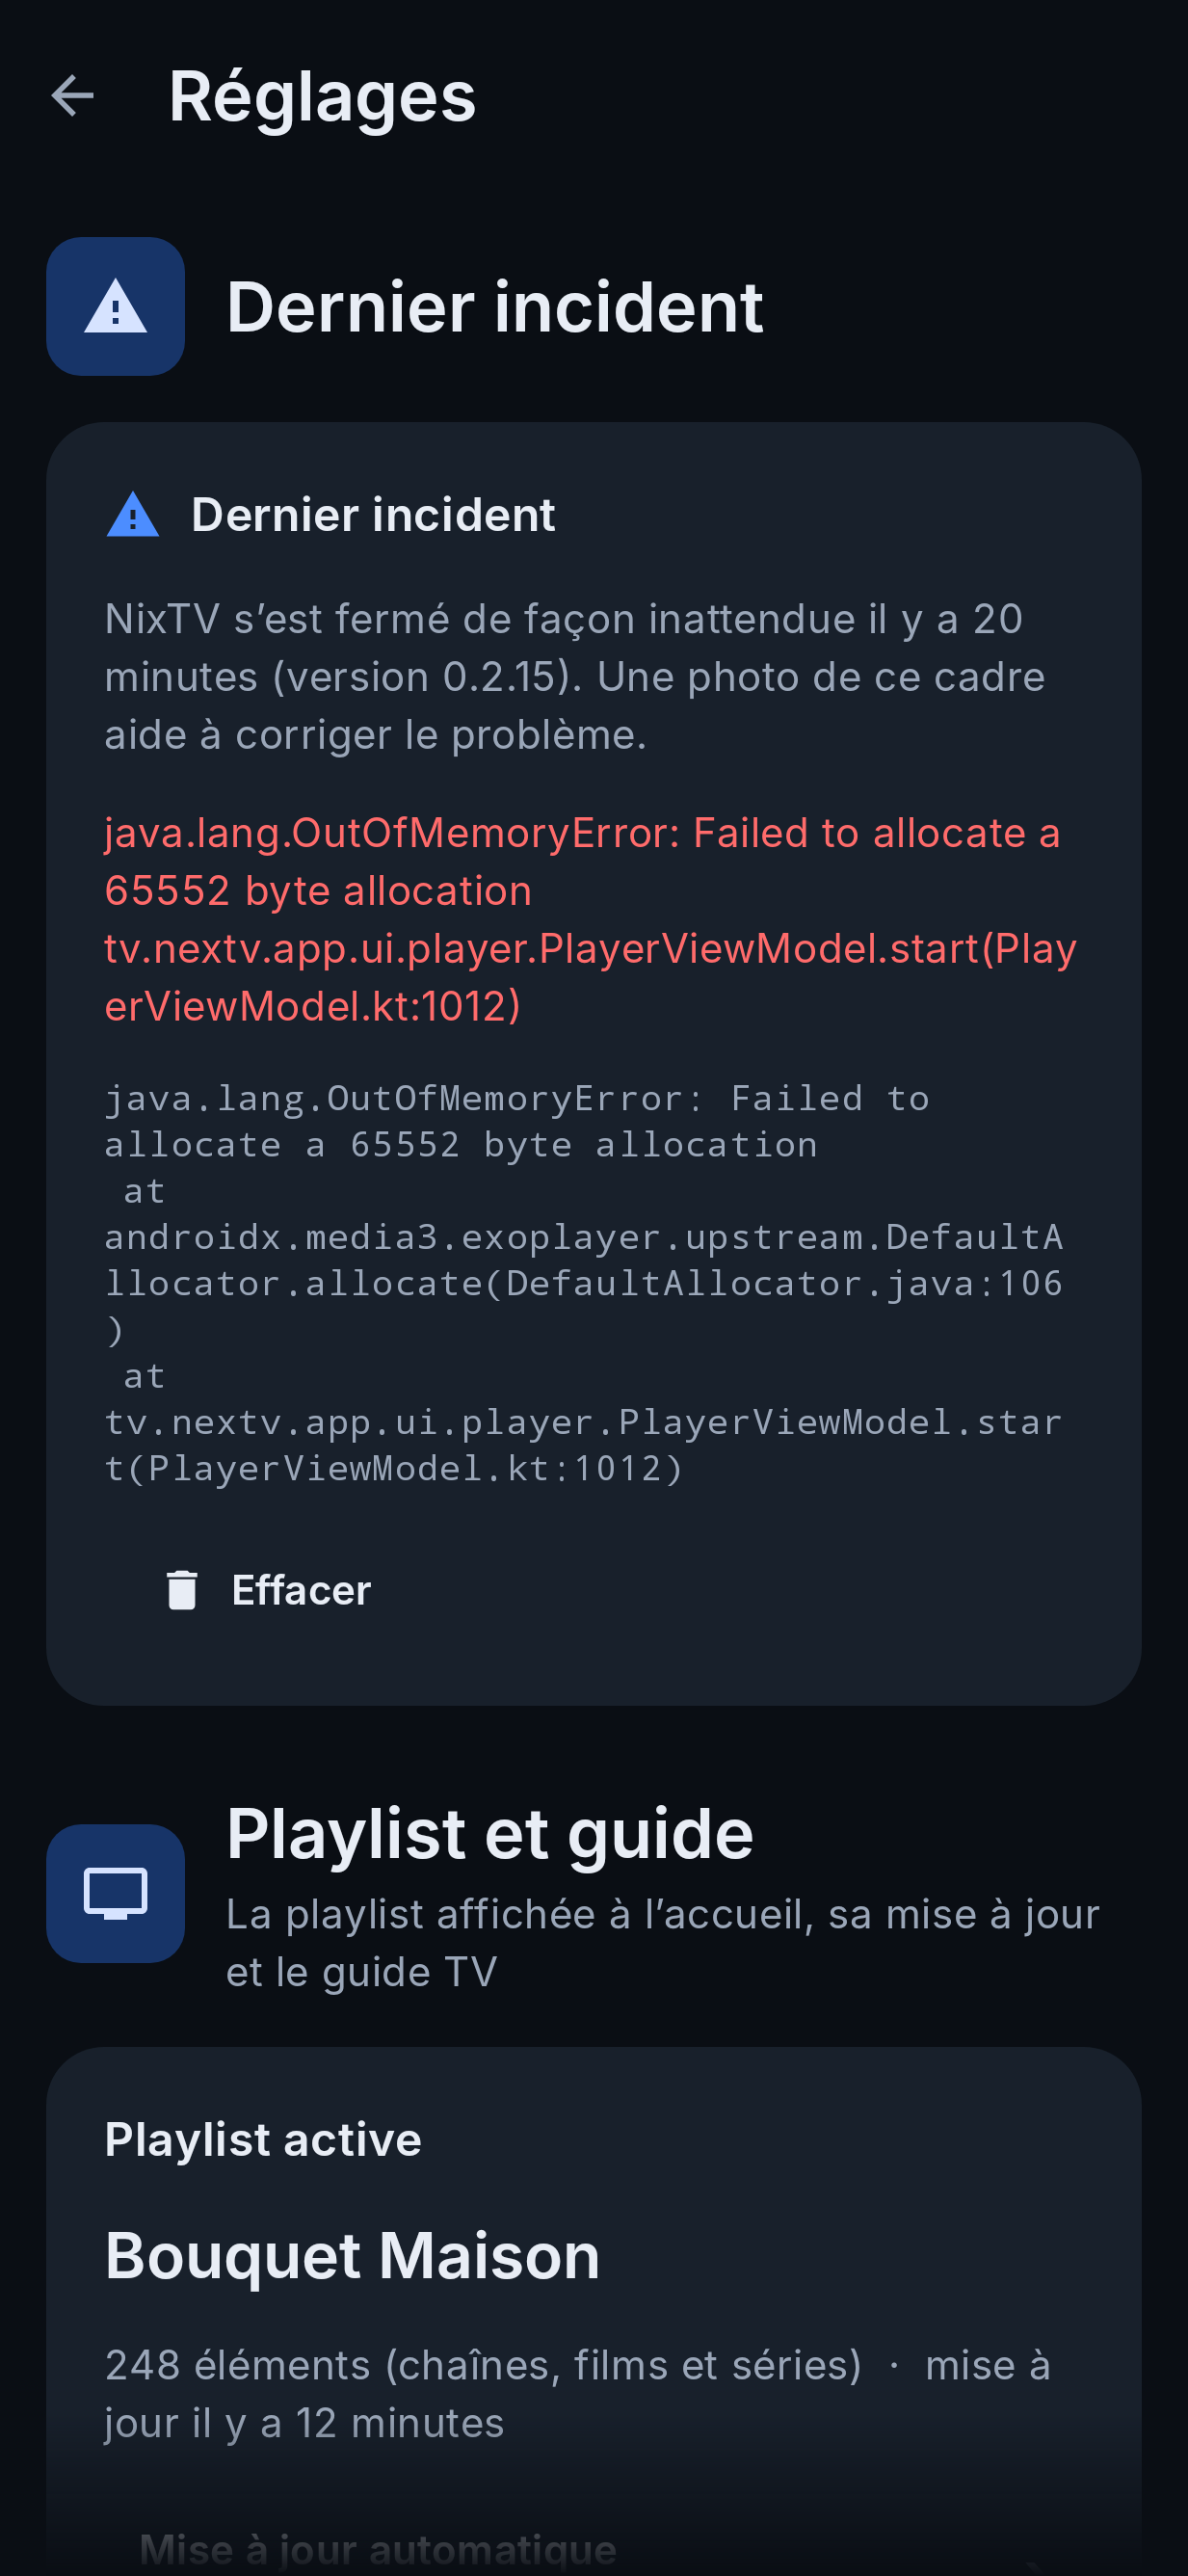 Réglages
Dernier incident
Dernier incident
NixTV s’est fermé de façon inattendue il y a 20
minutes (version 0.2.15). Une photo de ce cadre
aide à corriger le problème.
java.lang.OutOfMemoryError: Failed to allocate a
65552 byte allocation
tv.nextv.app.ui.player.PlayerViewModel.start(Play
erViewModel.kt:1012)
java.lang.OutOfMemoryError: Failed to
allocate a 65552 byte allocation
at
androidx.media3.exoplayer.upstream.DefaultA
llocator.allocate(DefaultAllocator.java:106
)
at
tv.nextv.app.ui.player.PlayerViewModel.star
t(PlayerViewModel.kt:1012)
Effacer
Playlist et guide
La playlist affichée à l’accueil, sa mise à jour
et le guide TV
Playlist active
Bouquet Maison
248 éléments (chaînes, films et séries) · mise à
jour il y a 12 minutes
Mise à jour automatique